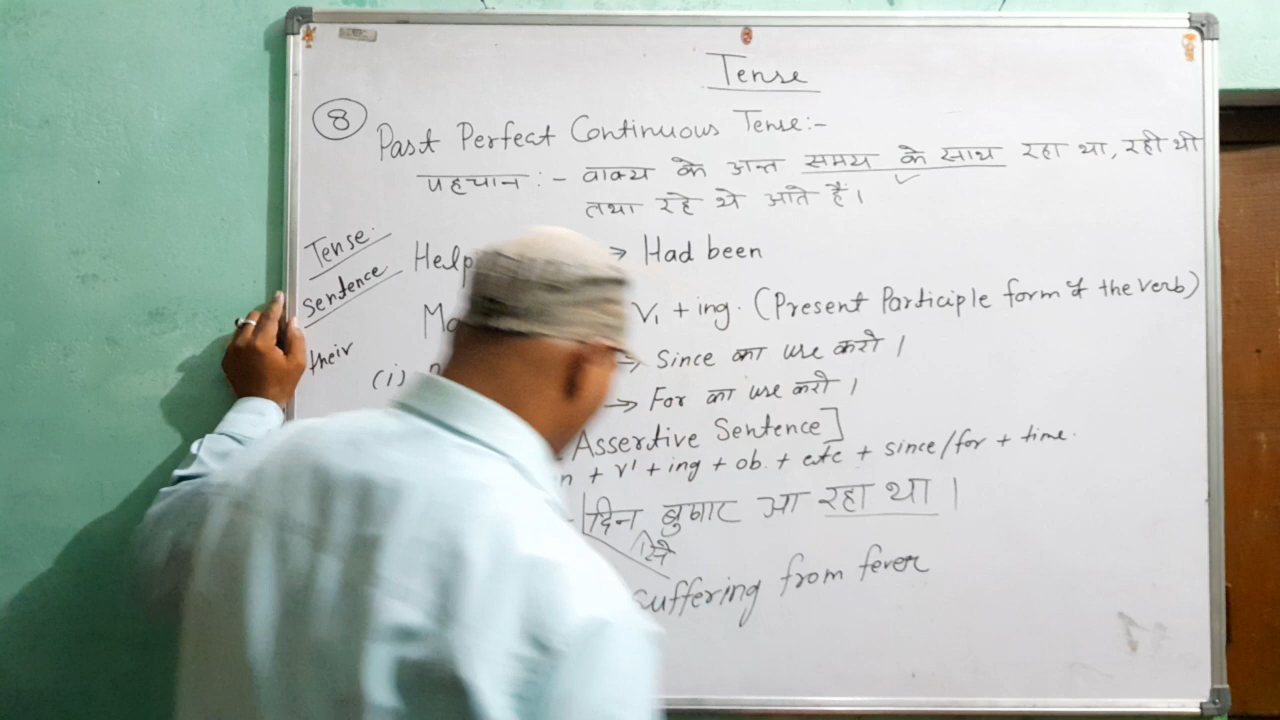 Tense
8
Past Perfect Continuous Tense:-
पहचान:- वाक्य के अन्त समय के साथ रहा था, रही थी
तथा रहे थे आते हैं।
Tense.
sentence
their
Help → Had been
Ma V₁ + ing. (Present Participle form of the verb)
(i) → Since का use करो।
→ For का use करो।
Assertive Sentence]
n + V¹ + ing + ob. + etc + since/for + time.
दिन बुखार आ रहा था।
से
suffering from fever